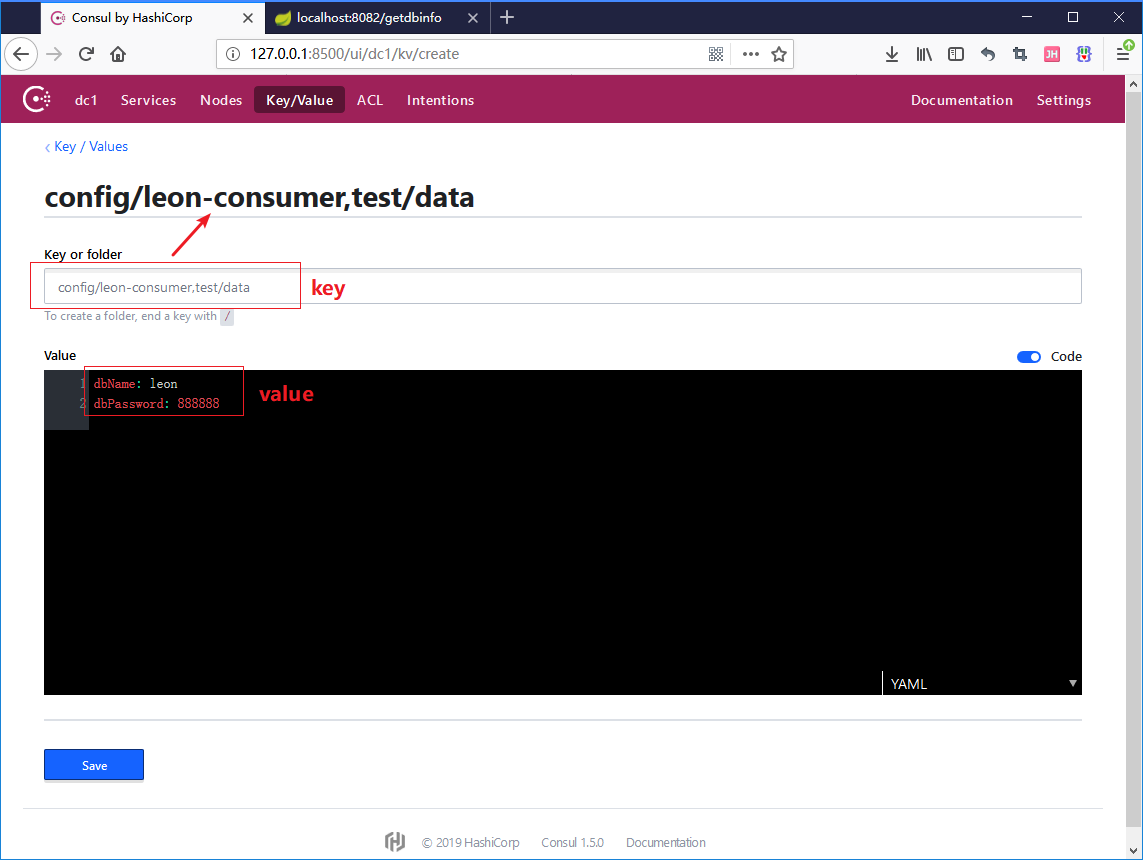 Consul by HashiCorp
localhost:8082/getdbinfo
127.0.0.1:8500/ui/dc1/kv/create
JH
dc1 Services Nodes Key/Value ACL Intentions Documentation Settings
‹ Key / Values
config/leon-consumer,test/data
Key or folder
config/leon-consumer,test/data
key
To create a folder, end a key with /
Value
Code
1 dbName: leon
2 dbPassword: 888888
value
YAML
Save
© 2019 HashiCorp Consul 1.5.0 Documentation